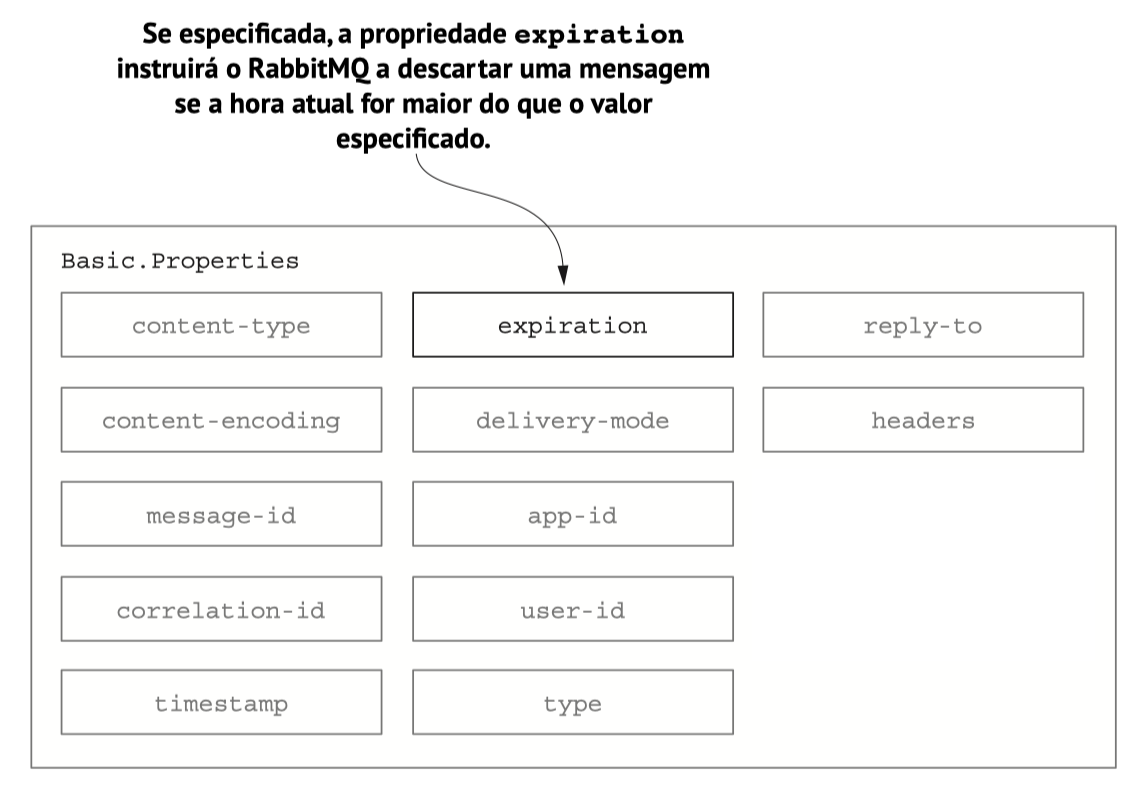 Se especificada, a propriedade expiration
instruirá o RabbitMQ a descartar uma mensagem
se a hora atual for maior do que o valor
especificado.
Basic.Properties
content-type
expiration
reply-to
content-encoding
delivery-mode
headers
message-id
app-id
correlation-id
user-id
timestamp
type